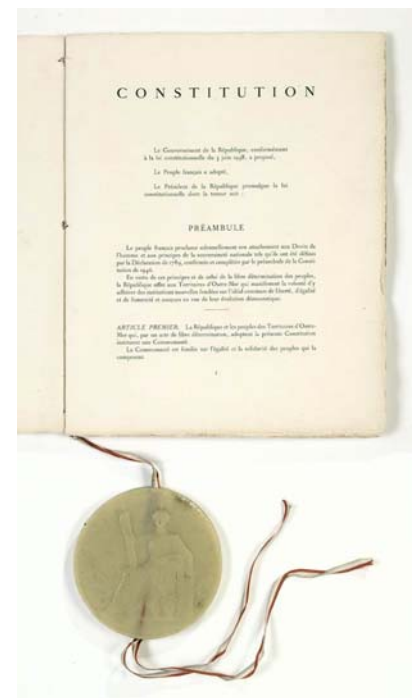 CONSTITUTION
Le Gouvernement de la République, conformément
à la loi constitutionnelle du 3 juin 1958, a proposé,
Le Peuple français a adopté,
Le Président de la République promulgue la loi
constitutionnelle dont la teneur suit :
PRÉAMBULE
Le peuple français proclame solennellement son attachement aux Droits de
l'homme et aux principes de la souveraineté nationale tels qu'ils ont été définis
par la Déclaration de 1789, confirmée et complétée par le préambule de la Consti-
tution de 1946.
En vertu de ces principes et de celui de la libre détermination des peuples,
la République offre aux Territoires d'Outre-Mer qui manifestent la volonté d'y
adhérer des institutions nouvelles fondées sur l'idéal commun de liberté, d'égalité
et de fraternité et conçues en vue de leur évolution démocratique.
ARTICLE PREMIER. La République et les peuples des Territoires d'Outre-
Mer qui, par un acte de libre détermination, adoptent la présente Constitution
instituent une Communauté.
La Communauté est fondée sur l'égalité et la solidarité des peuples qui la
composent.